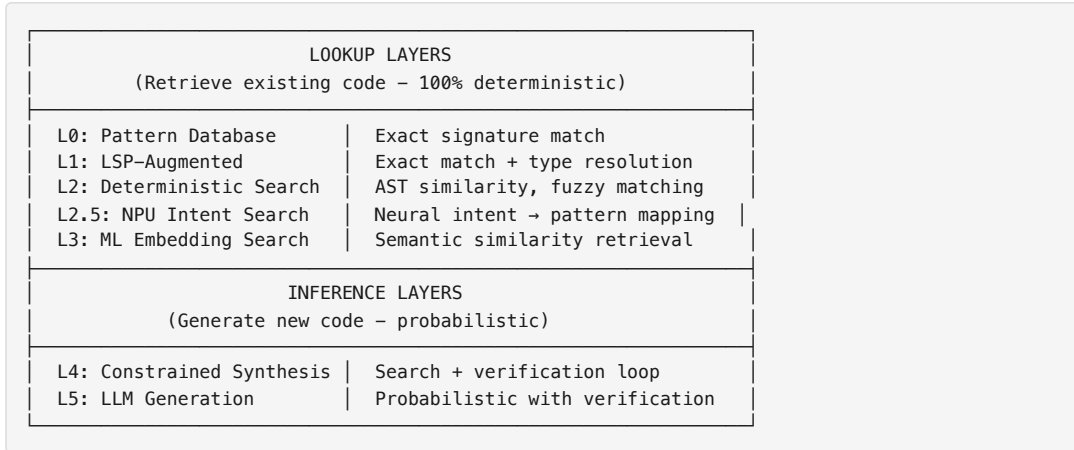 LOOKUP LAYERS
(Retrieve existing code – 100% deterministic)
L0: Pattern Database │ Exact signature match
L1: LSP-Augmented │ Exact match + type resolution
L2: Deterministic Search │ AST similarity, fuzzy matching
L2.5: NPU Intent Search │ Neural intent → pattern mapping
L3: ML Embedding Search │ Semantic similarity retrieval
INFERENCE LAYERS
(Generate new code – probabilistic)
L4: Constrained Synthesis │ Search + verification loop
L5: LLM Generation │ Probabilistic with verification